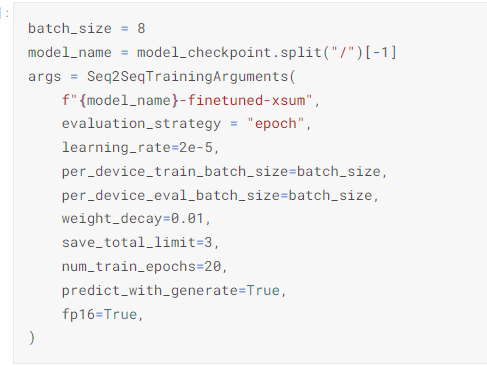 ]:
batch_size = 8
model_name = model_checkpoint.split("/")[-1]
args = Seq2SeqTrainingArguments(
    f"{model_name}-finetuned-xsum",
    evaluation_strategy = "epoch",
    learning_rate=2e-5,
    per_device_train_batch_size=batch_size,
    per_device_eval_batch_size=batch_size,
    weight_decay=0.01,
    save_total_limit=3,
    num_train_epochs=20,
    predict_with_generate=True,
    fp16=True,
)